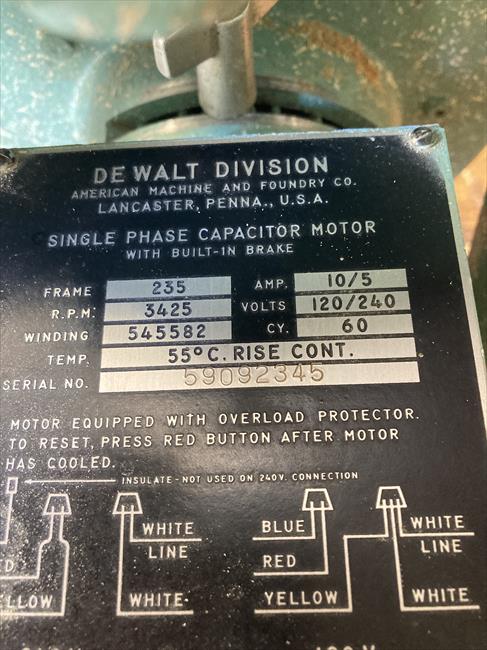 DE WALT DIVISION
AMERICAN MACHINE AND FOUNDRY CO.
LANCASTER, PENNA., U.S.A.
SINGLE PHASE CAPACITOR MOTOR
WITH BUILT-IN BRAKE
FRAME 235 AMP. 10/5
R.P.M. 3425 VOLTS 120/240
WINDING 545582 CY. 60
TEMP. 55°C. RISE CONT.
SERIAL NO. 59092345
MOTOR EQUIPPED WITH OVERLOAD PROTECTOR.
TO RESET, PRESS RED BUTTON AFTER MOTOR
HAS COOLED.
INSULATE-NOT USED ON 240V. CONNECTION
WHITE BLUE WHITE
LINE LINE
ED RED
ELLOW WHITE YELLOW WHITE